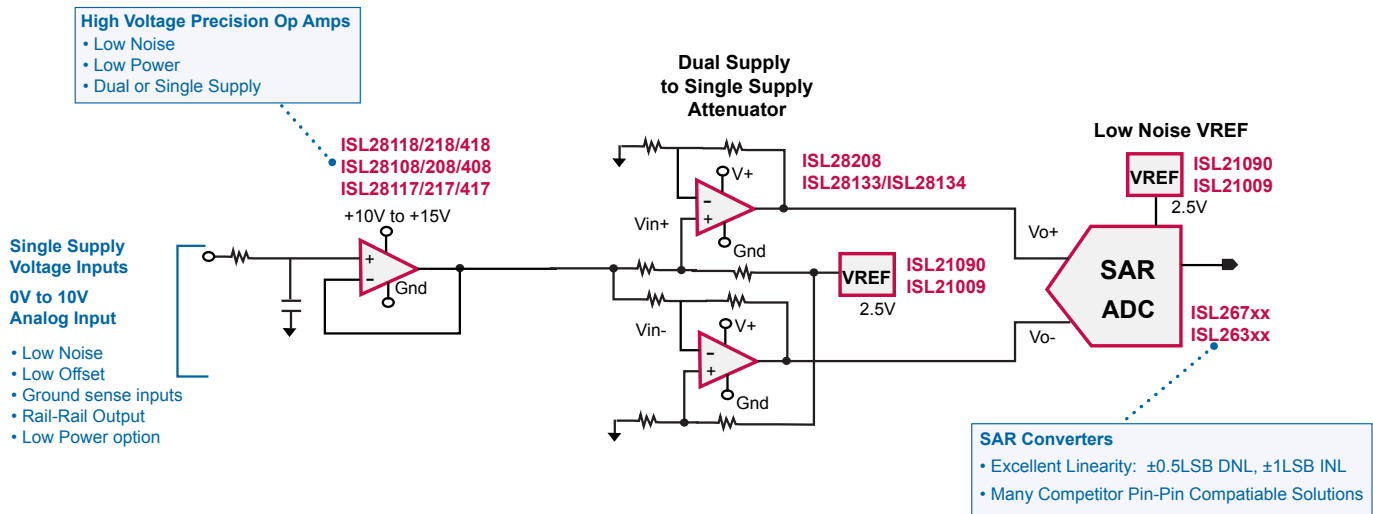 High Voltage Precision Op Amps
• Low Noise
• Low Power
• Dual or Single Supply
ISL28118/218/418
ISL28108/208/408
ISL28117/217/417
+10V to +15V
+
–
Gnd
Single Supply
Voltage Inputs
0V to 10V
Analog Input
• Low Noise
• Low Offset
• Ground sense inputs
• Rail-Rail Output
• Low Power option
Dual Supply
to Single Supply
Attenuator
ISL28208
ISL28133/ISL28134
V+
–
+
Vin+
Gnd
VREF
2.5V
ISL21090
ISL21009
Vin-
V+
–
+
Gnd
Low Noise VREF
VREF
2.5V
ISL21090
ISL21009
Vo+
SAR
ADC
Vo-
ISL267xx
ISL263xx
SAR Converters
• Excellent Linearity: ±0.5LSB DNL, ±1LSB INL
• Many Competitor Pin-Pin Compatiable Solutions